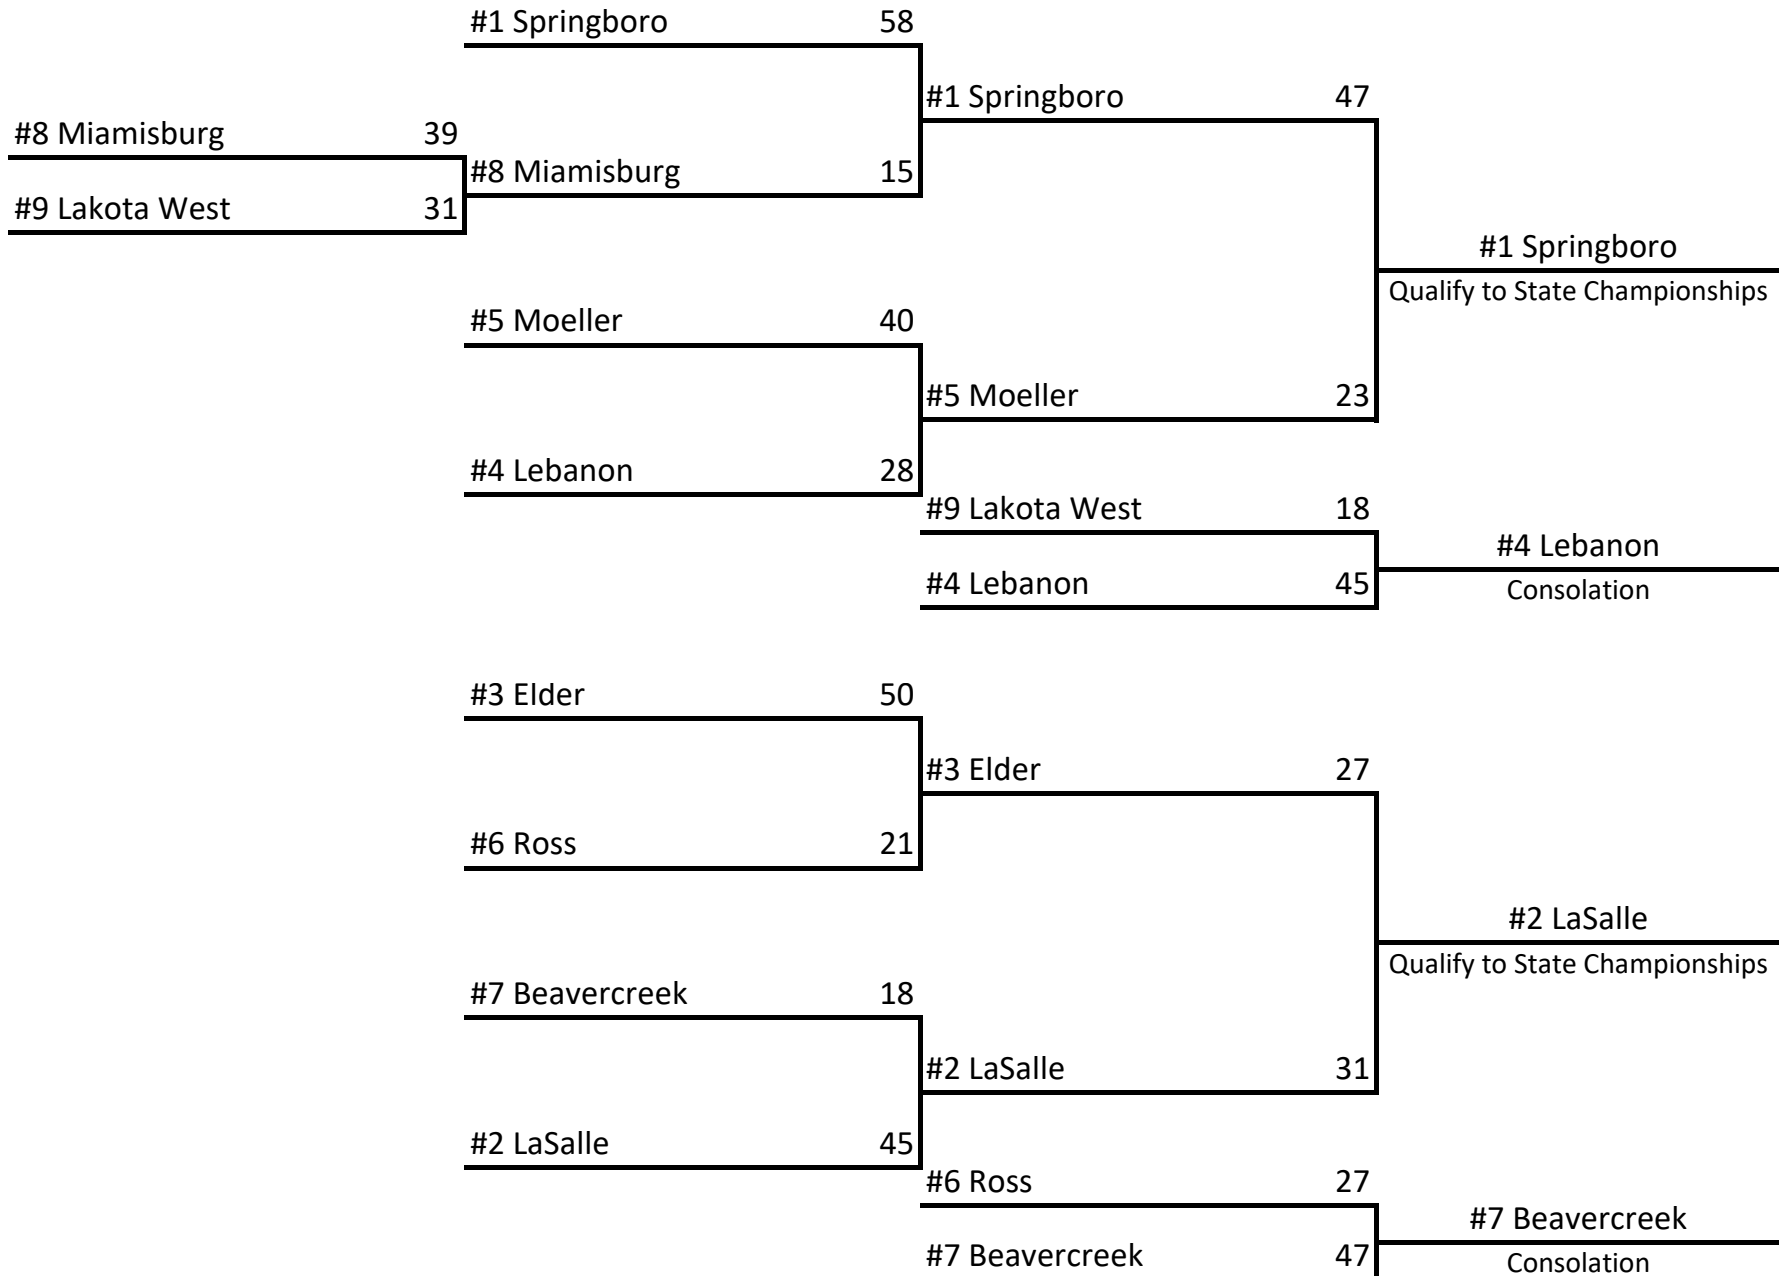 #1 Springboro 58
#1 Springboro 47
#8 Miamisburg 39
#8 Miamisburg 15
#9 Lakota West 31
#1 Springboro
Qualify to State Championships
#5 Moeller 40
#5 Moeller 23
#4 Lebanon 28
#9 Lakota West 18
#4 Lebanon
#4 Lebanon 45
Consolation
#3 Elder 50
#3 Elder 27
#6 Ross 21
#2 LaSalle
Qualify to State Championships
#7 Beavercreek 18
#2 LaSalle 31
#2 LaSalle 45
#6 Ross 27
#7 Beavercreek
#7 Beavercreek 47
Consolation